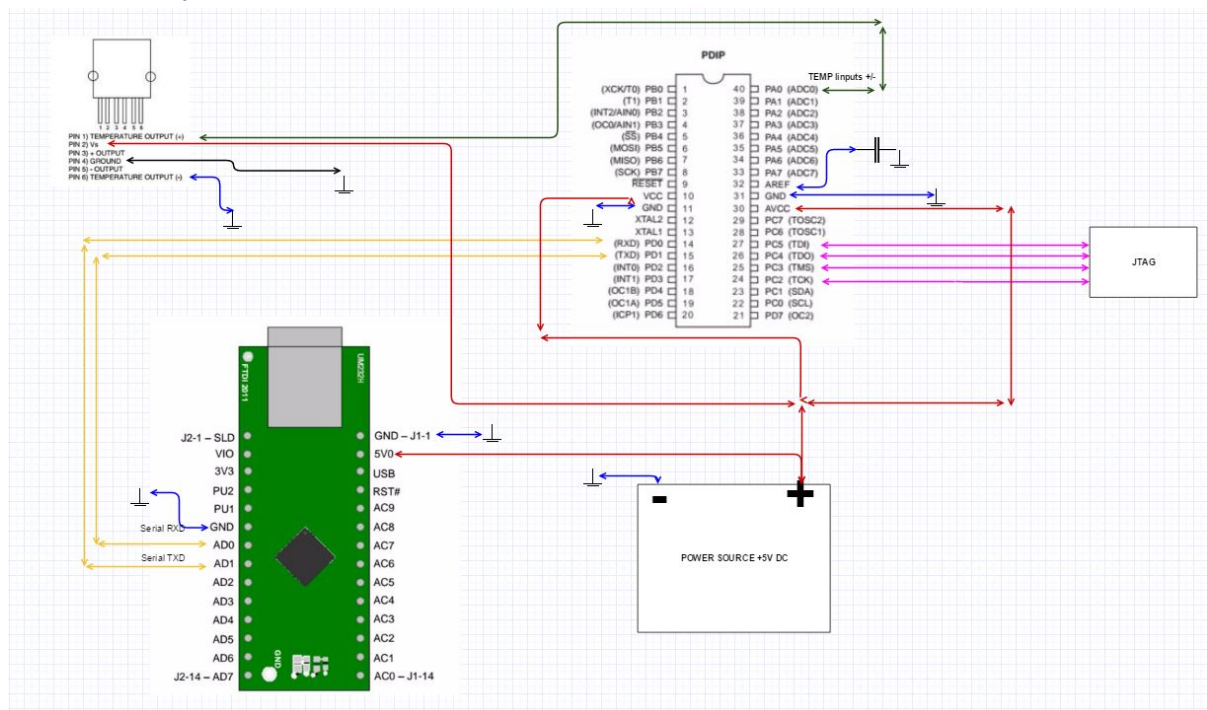 PDIP
TEMP Iinputs +/-
1 2 3 4 5 6
PIN 1) TEMPERATURE OUTPUT (+)
PIN 2) Vs
PIN 3) + OUTPUT
PIN 4) GROUND
PIN 5) - OUTPUT
PIN 6) TEMPERATURE OUTPUT (-)
(XCK/T0) PB0 1 40 PA0 (ADC0)
(T1) PB1 2 39 PA1 (ADC1)
(INT2/AIN0) PB2 3 38 PA2 (ADC2)
(OC0/AIN1) PB3 4 37 PA3 (ADC3)
(SS) PB4 5 36 PA4 (ADC4)
(MOSI) PB5 6 35 PA5 (ADC5)
(MISO) PB6 7 34 PA6 (ADC6)
(SCK) PB7 8 33 PA7 (ADC7)
RESET 9 32 AREF
VCC 10 31 GND
GND 11 30 AVCC
XTAL2 12 29 PC7 (TOSC2)
XTAL1 13 28 PC6 (TOSC1)
(RXD) PD0 14 27 PC5 (TDI)
(TXD) PD1 15 26 PC4 (TDO)
(INT0) PD2 16 25 PC3 (TMS)
(INT1) PD3 17 24 PC2 (TCK)
(OC1B) PD4 18 23 PC1 (SDA)
(OC1A) PD5 19 22 PC0 (SCL)
(ICP1) PD6 20 21 PD7 (OC2)
JTAG
FTDI 2011
UM232H
J2-1 – SLD GND – J1-1
VIO 5V0
3V3 USB
PU2 RST#
PU1 AC9
Serial RXD GND AC8
AD0 AC7
Serial TXD AD1 AC6
AD2 AC5
AD3 AC4
AD4 AC3
AD5 AC2
AD6 AC1
J2-14 – AD7 AC0 – J1-14
GND
- +
POWER SOURCE +5V DC